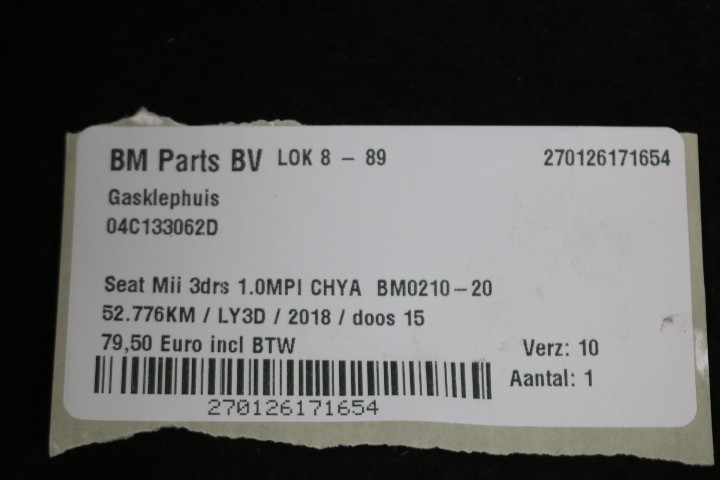 BM Parts BV LOK 8 - 89 270126171654
Gasklephuis
04C133062D
Seat Mii 3drs 1.0MPI CHYA BM0210-20
52.776KM / LY3D / 2018 / doos 15
79,50 Euro incl BTW Verz: 10
Aantal: 1
270126171654